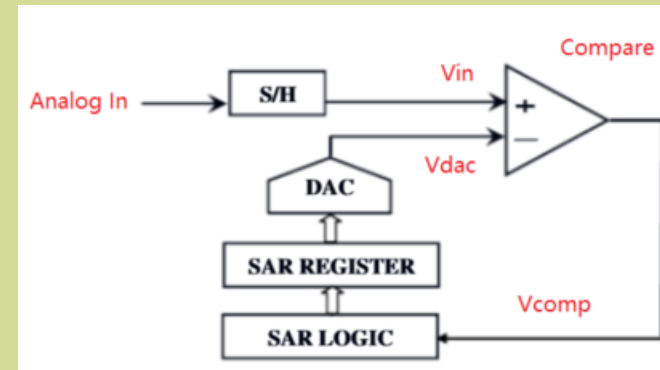 Compare
Vin
Analog In
S/H
+
—
Vdac
DAC
SAR REGISTER
Vcomp
SAR LOGIC